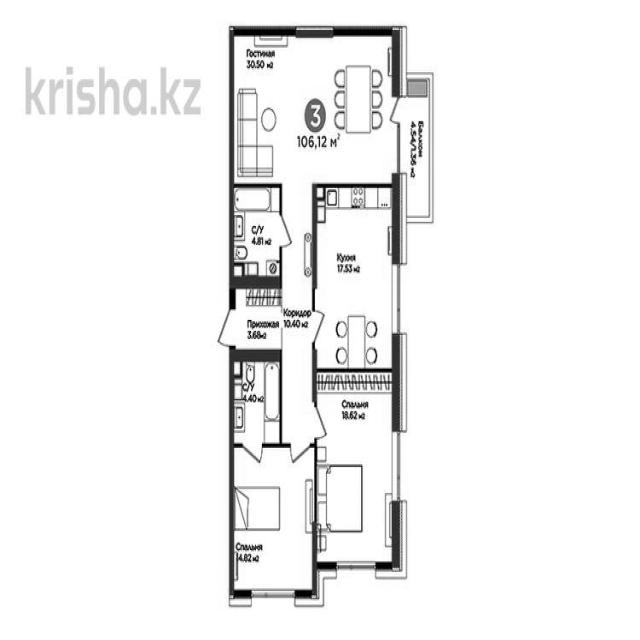 Гостиная
30.50 м2
krisha.kz
3
106,12 м2
Балкон
4.54/1.36 м2
С/У
4.81 м2
Кухня
17.53 м2
Прихожая
3.68м2
Коридор
10.40 м2
С/У
4.40 м2
Спальня
18.62 м2
Спальня
14.82 м2